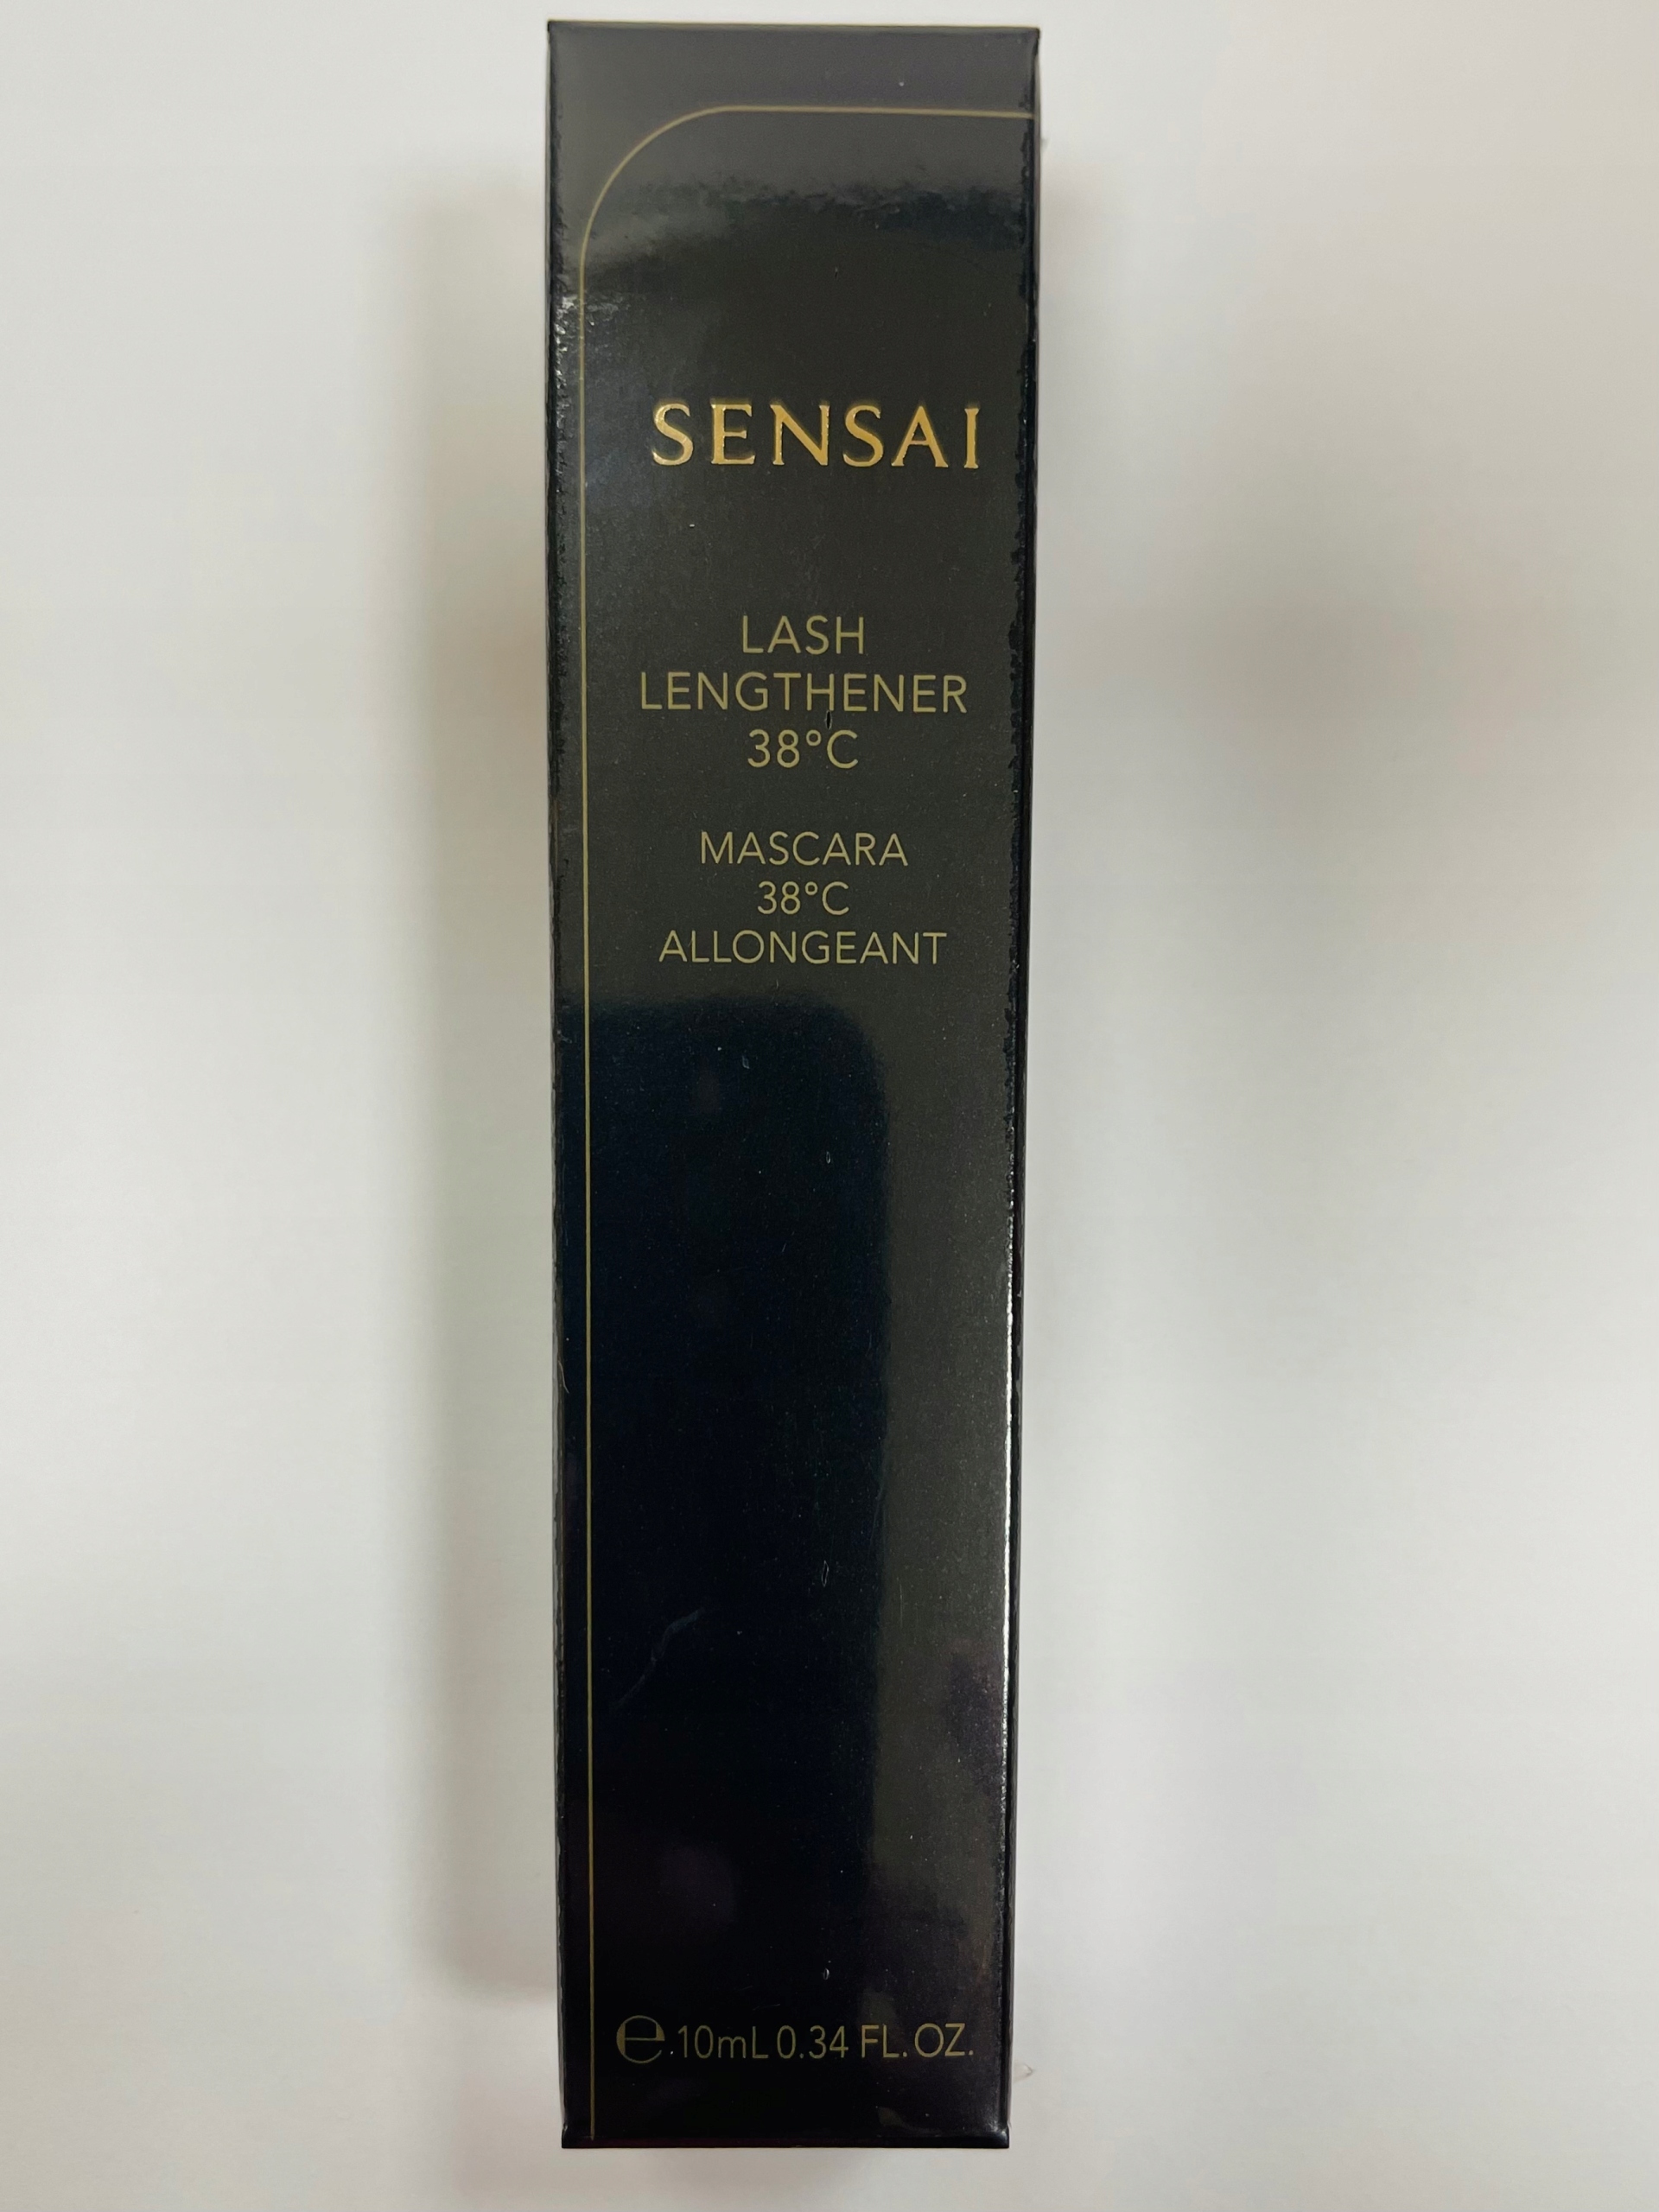 SENSAI
LASH
LENGTHENER
38°C
MASCARA
38°C
ALLONGEANT
℮ 10mL 0.34 FL. OZ.